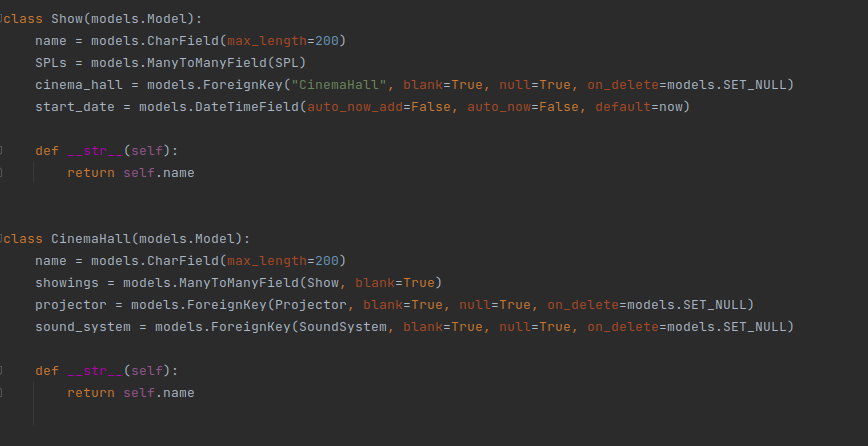 class Show(models.Model):
    name = models.CharField(max_length=200)
    SPLs = models.ManyToManyField(SPL)
    cinema_hall = models.ForeignKey("CinemaHall", blank=True, null=True, on_delete=models.SET_NULL)
    start_date = models.DateTimeField(auto_now_add=False, auto_now=False, default=now)

    def __str__(self):
        return self.name


class CinemaHall(models.Model):
    name = models.CharField(max_length=200)
    showings = models.ManyToManyField(Show, blank=True)
    projector = models.ForeignKey(Projector, blank=True, null=True, on_delete=models.SET_NULL)
    sound_system = models.ForeignKey(SoundSystem, blank=True, null=True, on_delete=models.SET_NULL)

    def __str__(self):
        return self.name